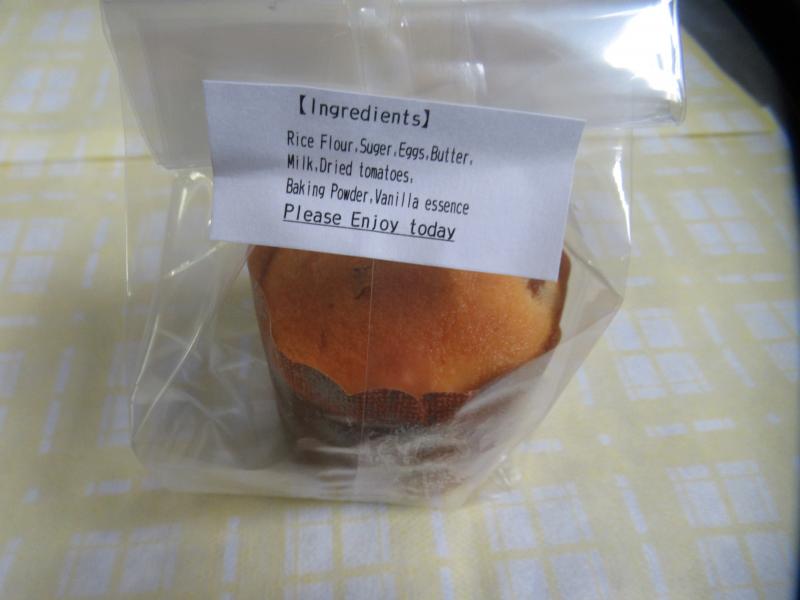 【Ingredients】
Rice Flour,Suger,Eggs,Butter,
Milk,Dried tomatoes,
Baking Powder,Vanilla essence
Please Enjoy today